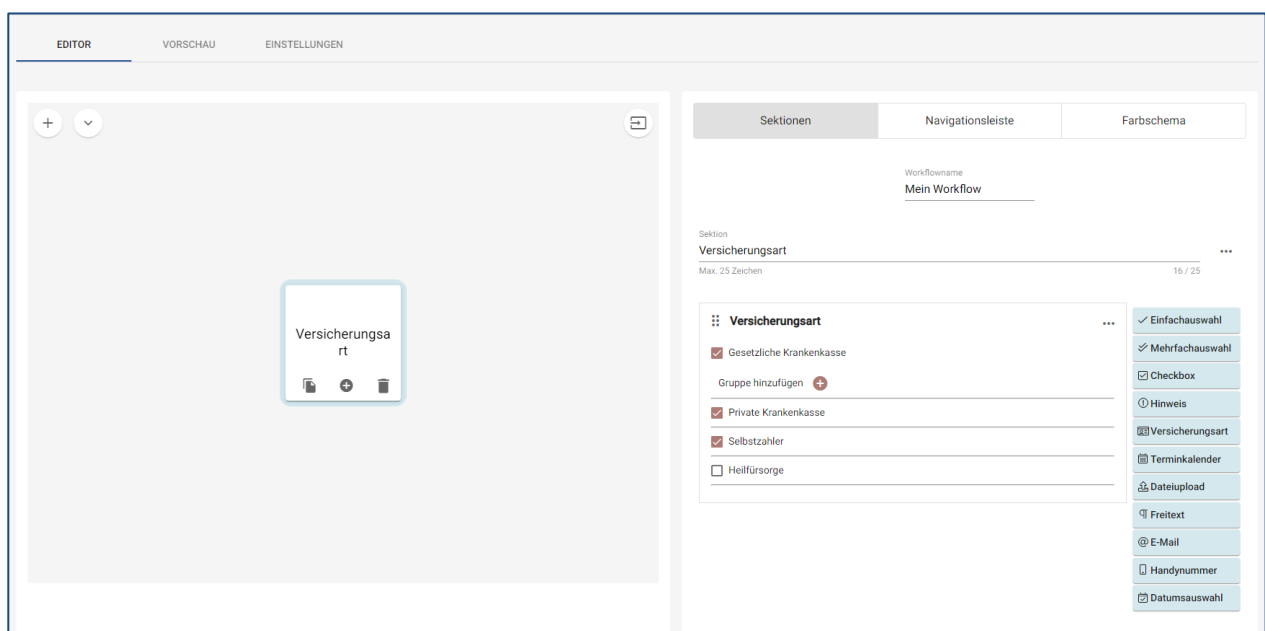 EDITOR VORSCHAU EINSTELLUNGEN
Versicherungsa
rt
Sektionen Navigationsleiste Farbschema
Workflowname
Mein Workflow
Sektion
Versicherungsart
Max. 25 Zeichen 16 / 25
Versicherungsart
Gesetzliche Krankenkasse
Gruppe hinzufügen
Private Krankenkasse
Selbstzahler
Heilfürsorge
Einfachauswahl
Mehrfachauswahl
Checkbox
Hinweis
Versicherungsart
Terminkalender
Dateiupload
Freitext
E-Mail
Handynummer
Datumsauswahl